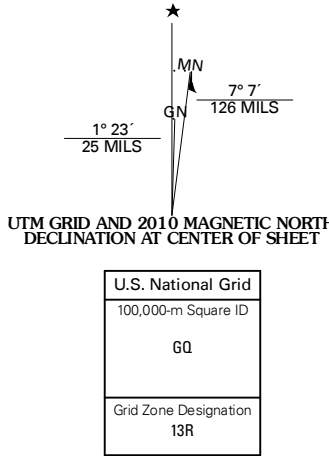 ★
MN
7° 7´
126 MILS
GN
1° 23´
25 MILS
UTM GRID AND 2010 MAGNETIC NORTH
DECLINATION AT CENTER OF SHEET
U.S. National Grid
100,000-m Square ID
GQ
Grid Zone Designation
13R